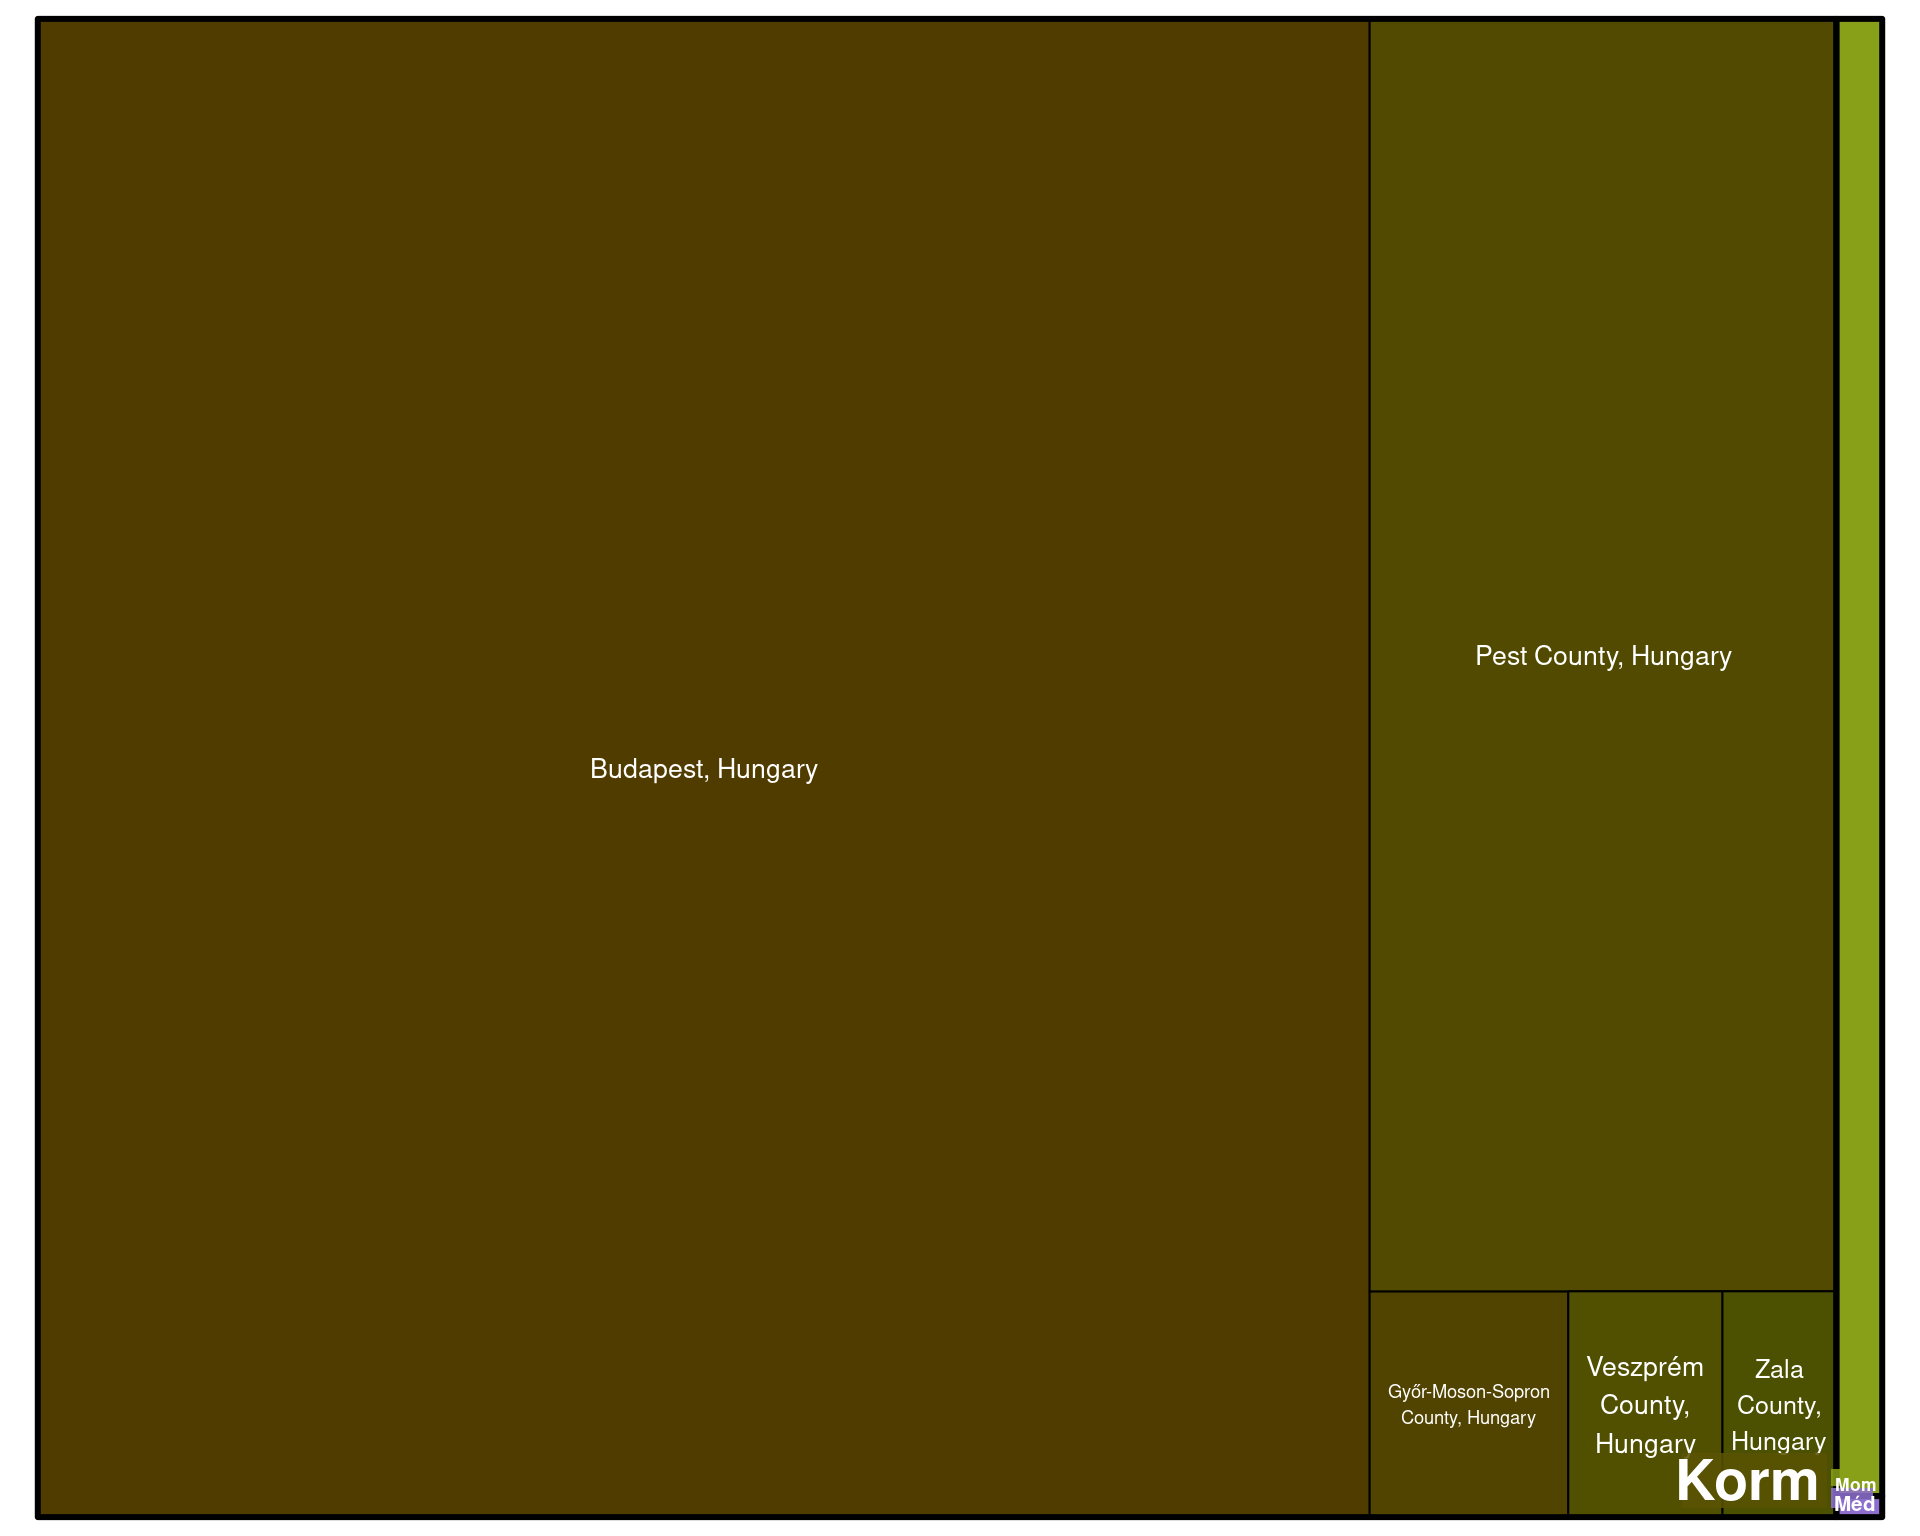 Budapest, Hungary
Pest County, Hungary
Győr-Moson-Sopron
County, Hungary
Veszprém
County,
Hungary
Zala
County,
Hungary
Korm
Mom
Méd